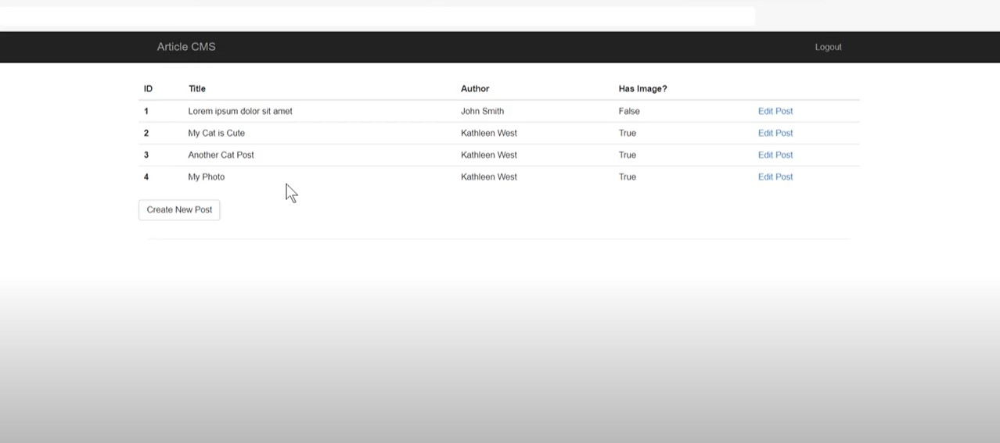 Article CMS Logout
ID Title Author Has Image?
1 Lorem ipsum dolor sit amet John Smith False Edit Post
2 My Cat is Cute Kathleen West True Edit Post
3 Another Cat Post Kathleen West True Edit Post
4 My Photo Kathleen West True Edit Post
Create New Post